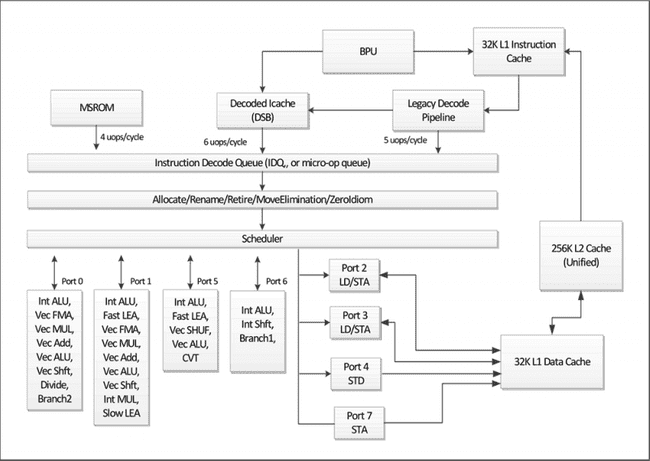 BPU
32K L1 Instruction
Cache
MSROM
Decoded Icache
(DSB)
Legacy Decode
Pipeline
4 uops/cycle
6 uops/cycle
5 uops/cycle
Instruction Decode Queue (IDQ,, or micro-op queue)
Allocate/Rename/Retire/MoveElimination/ZeroIdiom
Scheduler
256K L2 Cache
(Unified)
Port 0
Int ALU,
Vec FMA,
Vec MUL,
Vec Add,
Vec ALU,
Vec Shft,
Divide,
Branch2
Port 1
Int ALU,
Fast LEA,
Vec FMA,
Vec MUL,
Vec Add,
Vec ALU,
Vec Shft,
Int MUL,
Slow LEA
Port 5
Int ALU,
Fast LEA,
Vec SHUF,
Vec ALU,
CVT
Port 6
Int ALU,
Int Shft,
Branch1,
Port 2
LD/STA
Port 3
LD/STA
Port 4
STD
Port 7
STA
32K L1 Data Cache